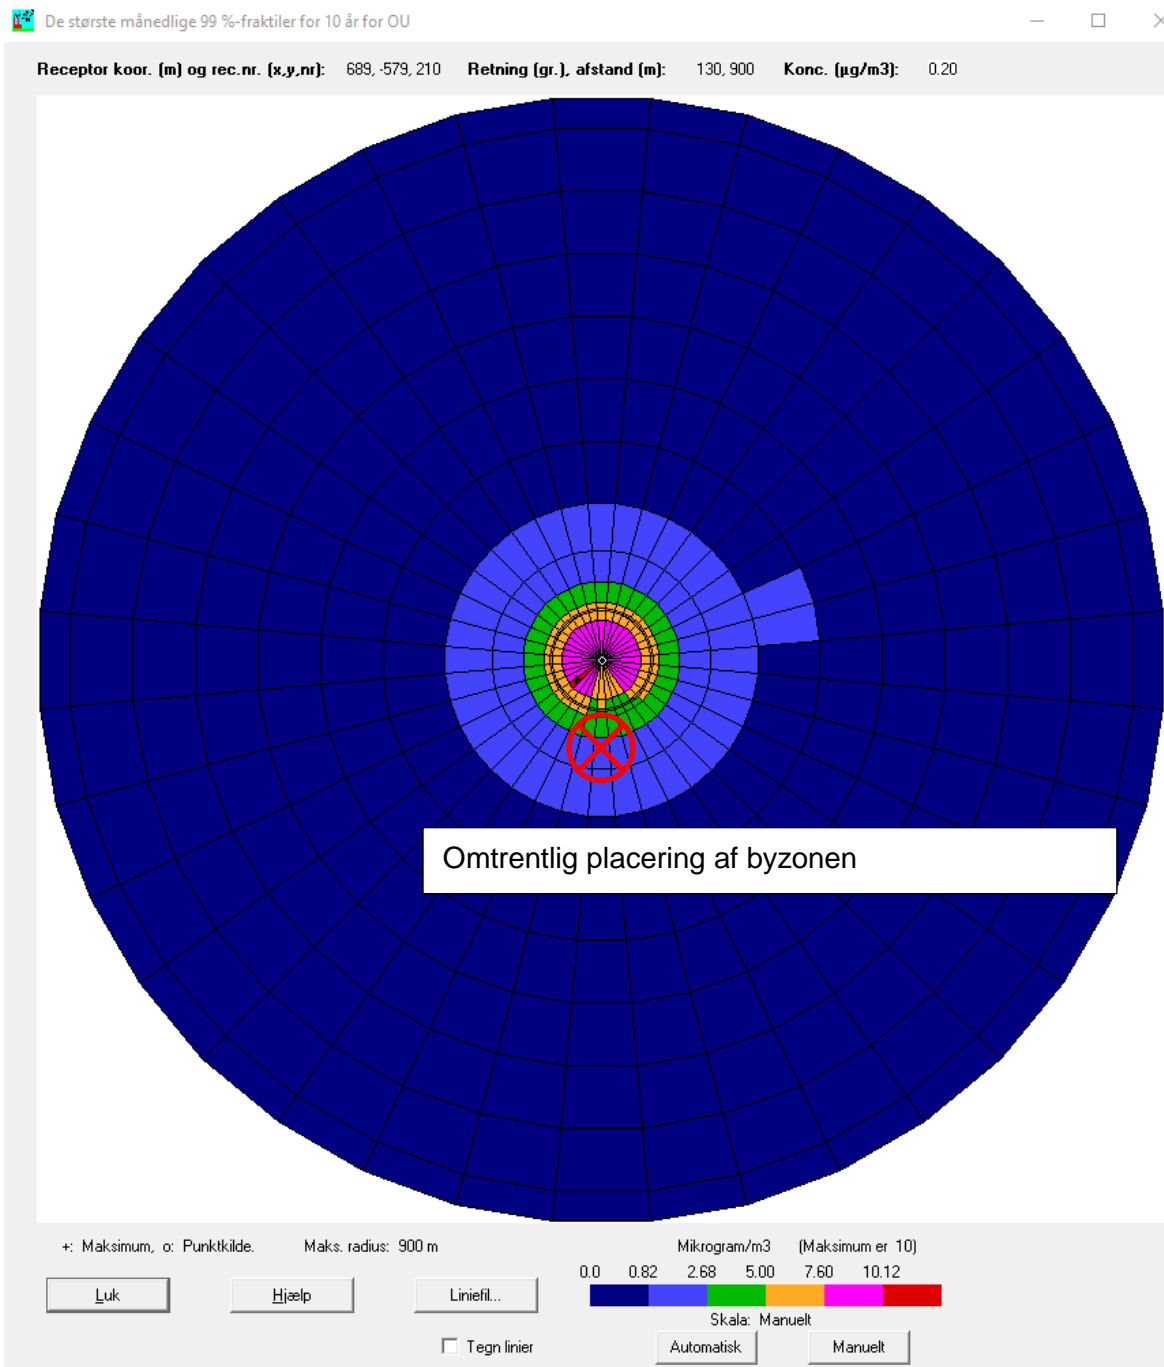 De største månedlige 99 %-fraktiler for 10 år for OU
Receptor koor. (m) og rec.nr. (x,y,nr): 689, -579, 210 Retning (gr.), afstand (m): 130, 900 Konc. (µg/m3): 0.20
Omtrentlig placering af byzonen
+: Maksimum, o: Punktkilde. Maks. radius: 900 m Mikrogram/m3 (Maksimum er 10)
0.0 0.82 2.68 5.00 7.60 10.12
Luk Hjælp Liniefil...
Skala: Manuelt
Tegn linier Automatisk Manuelt